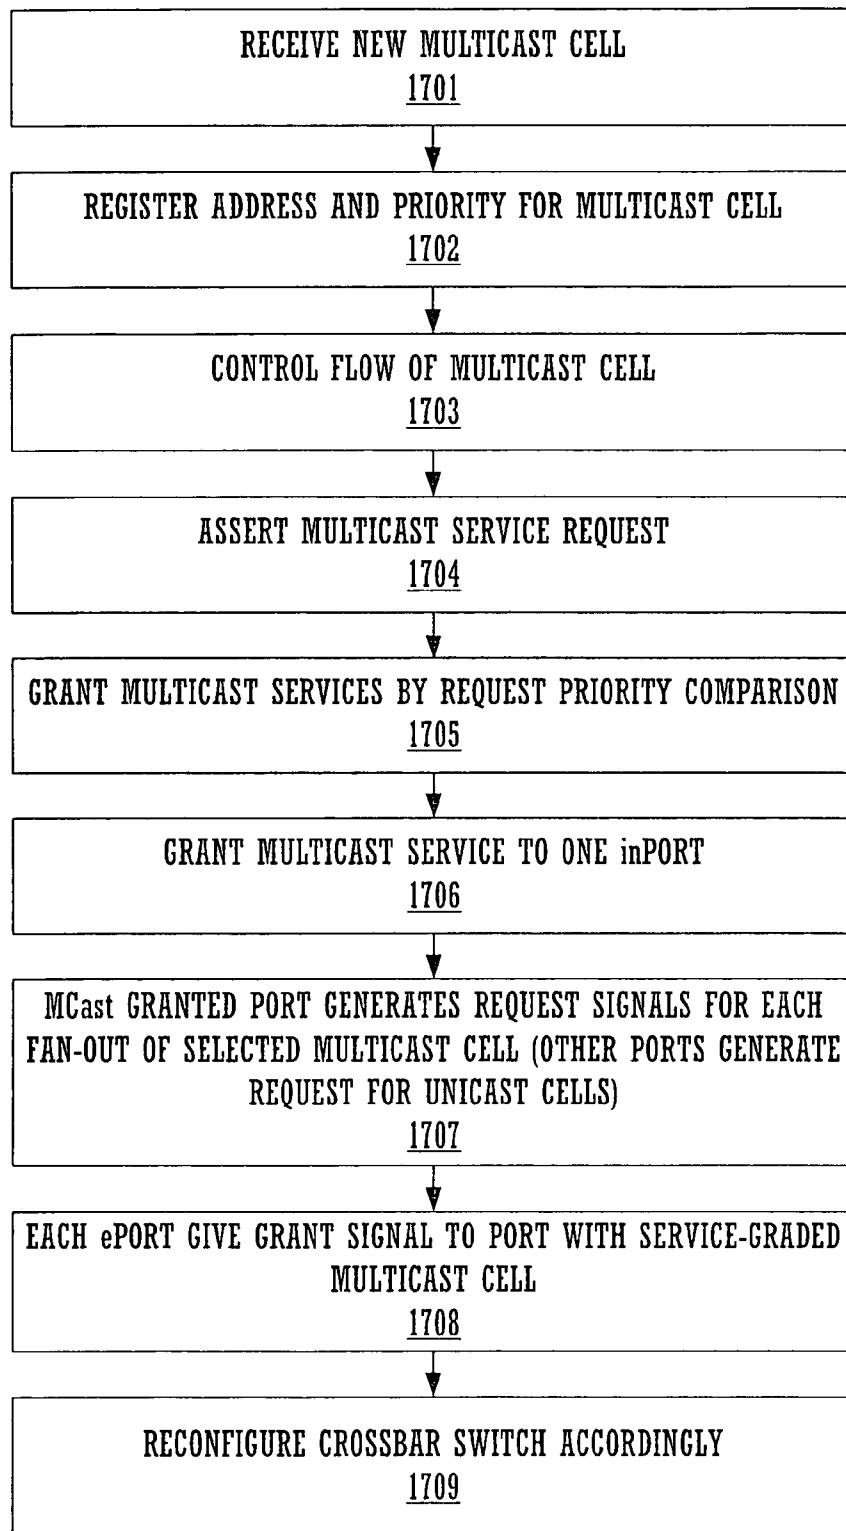 RECEIVE NEW MULTICAST CELL
1701
REGISTER ADDRESS AND PRIORITY FOR MULTICAST CELL
1702
CONTROL FLOW OF MULTICAST CELL
1703
ASSERT MULTICAST SERVICE REQUEST
1704
GRANT MULTICAST SERVICES BY REQUEST PRIORITY COMPARISON
1705
GRANT MULTICAST SERVICE TO ONE inPORT
1706
MCast GRANTED PORT GENERATES REQUEST SIGNALS FOR EACH
FAN-OUT OF SELECTED MULTICAST CELL (OTHER PORTS GENERATE
REQUEST FOR UNICAST CELLS)
1707
EACH ePORT GIVE GRANT SIGNAL TO PORT WITH SERVICE-GRADED
MULTICAST CELL
1708
RECONFIGURE CROSSBAR SWITCH ACCORDINGLY
1709